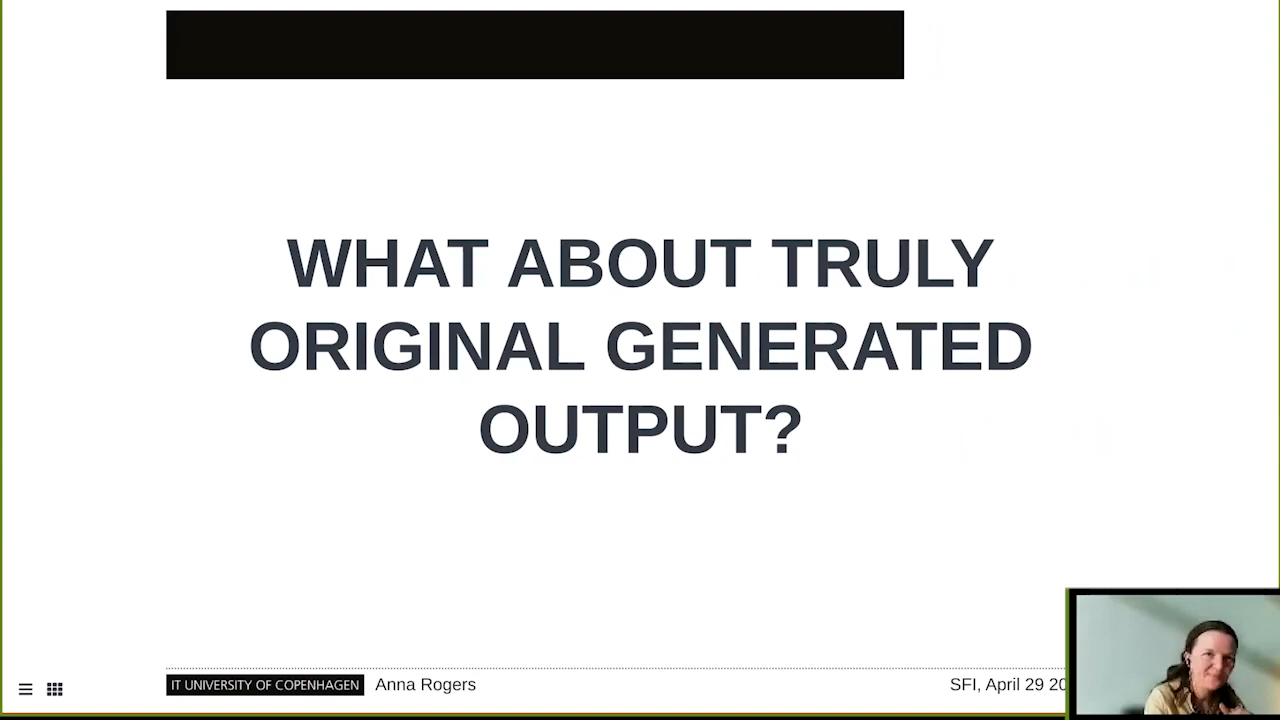 WHAT ABOUT TRULY
ORIGINAL GENERATED
OUTPUT?
IT UNIVERSITY OF COPENHAGEN Anna Rogers SFI, April 29